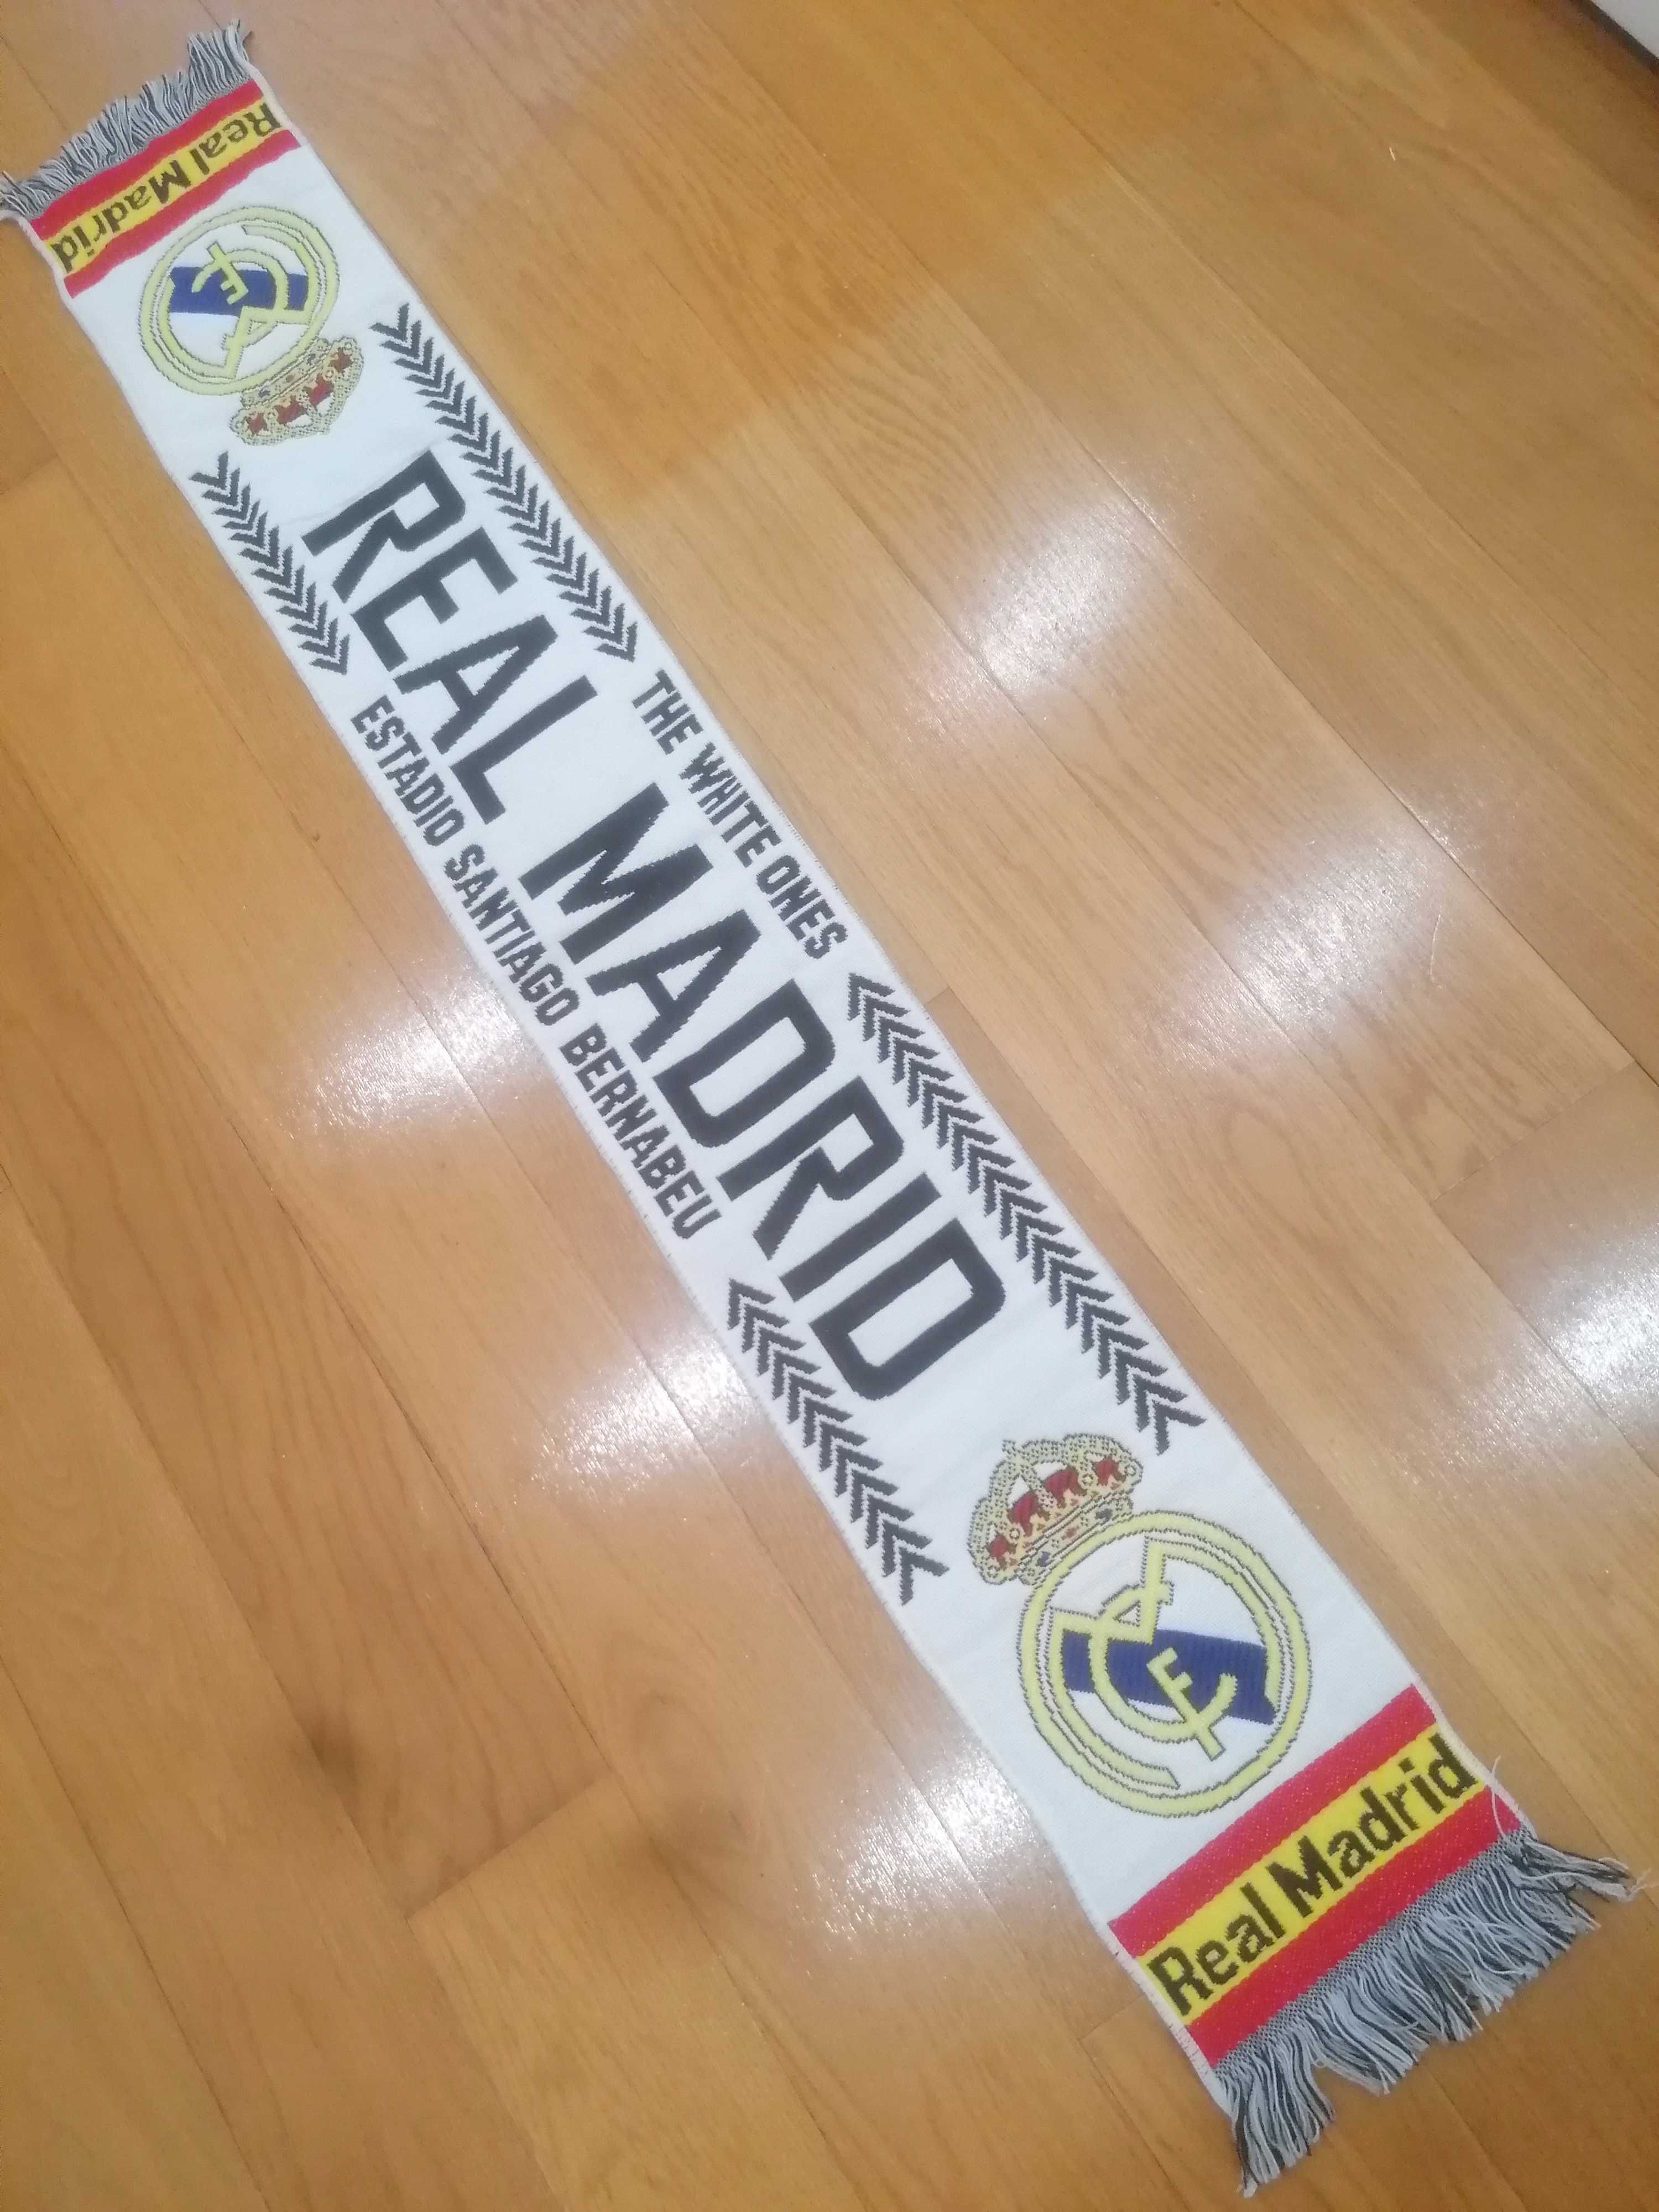 Real Madrid
THE WHITE ONES
REAL MADRID
ESTADIO SANTIAGO BERNABEU
Real Madrid